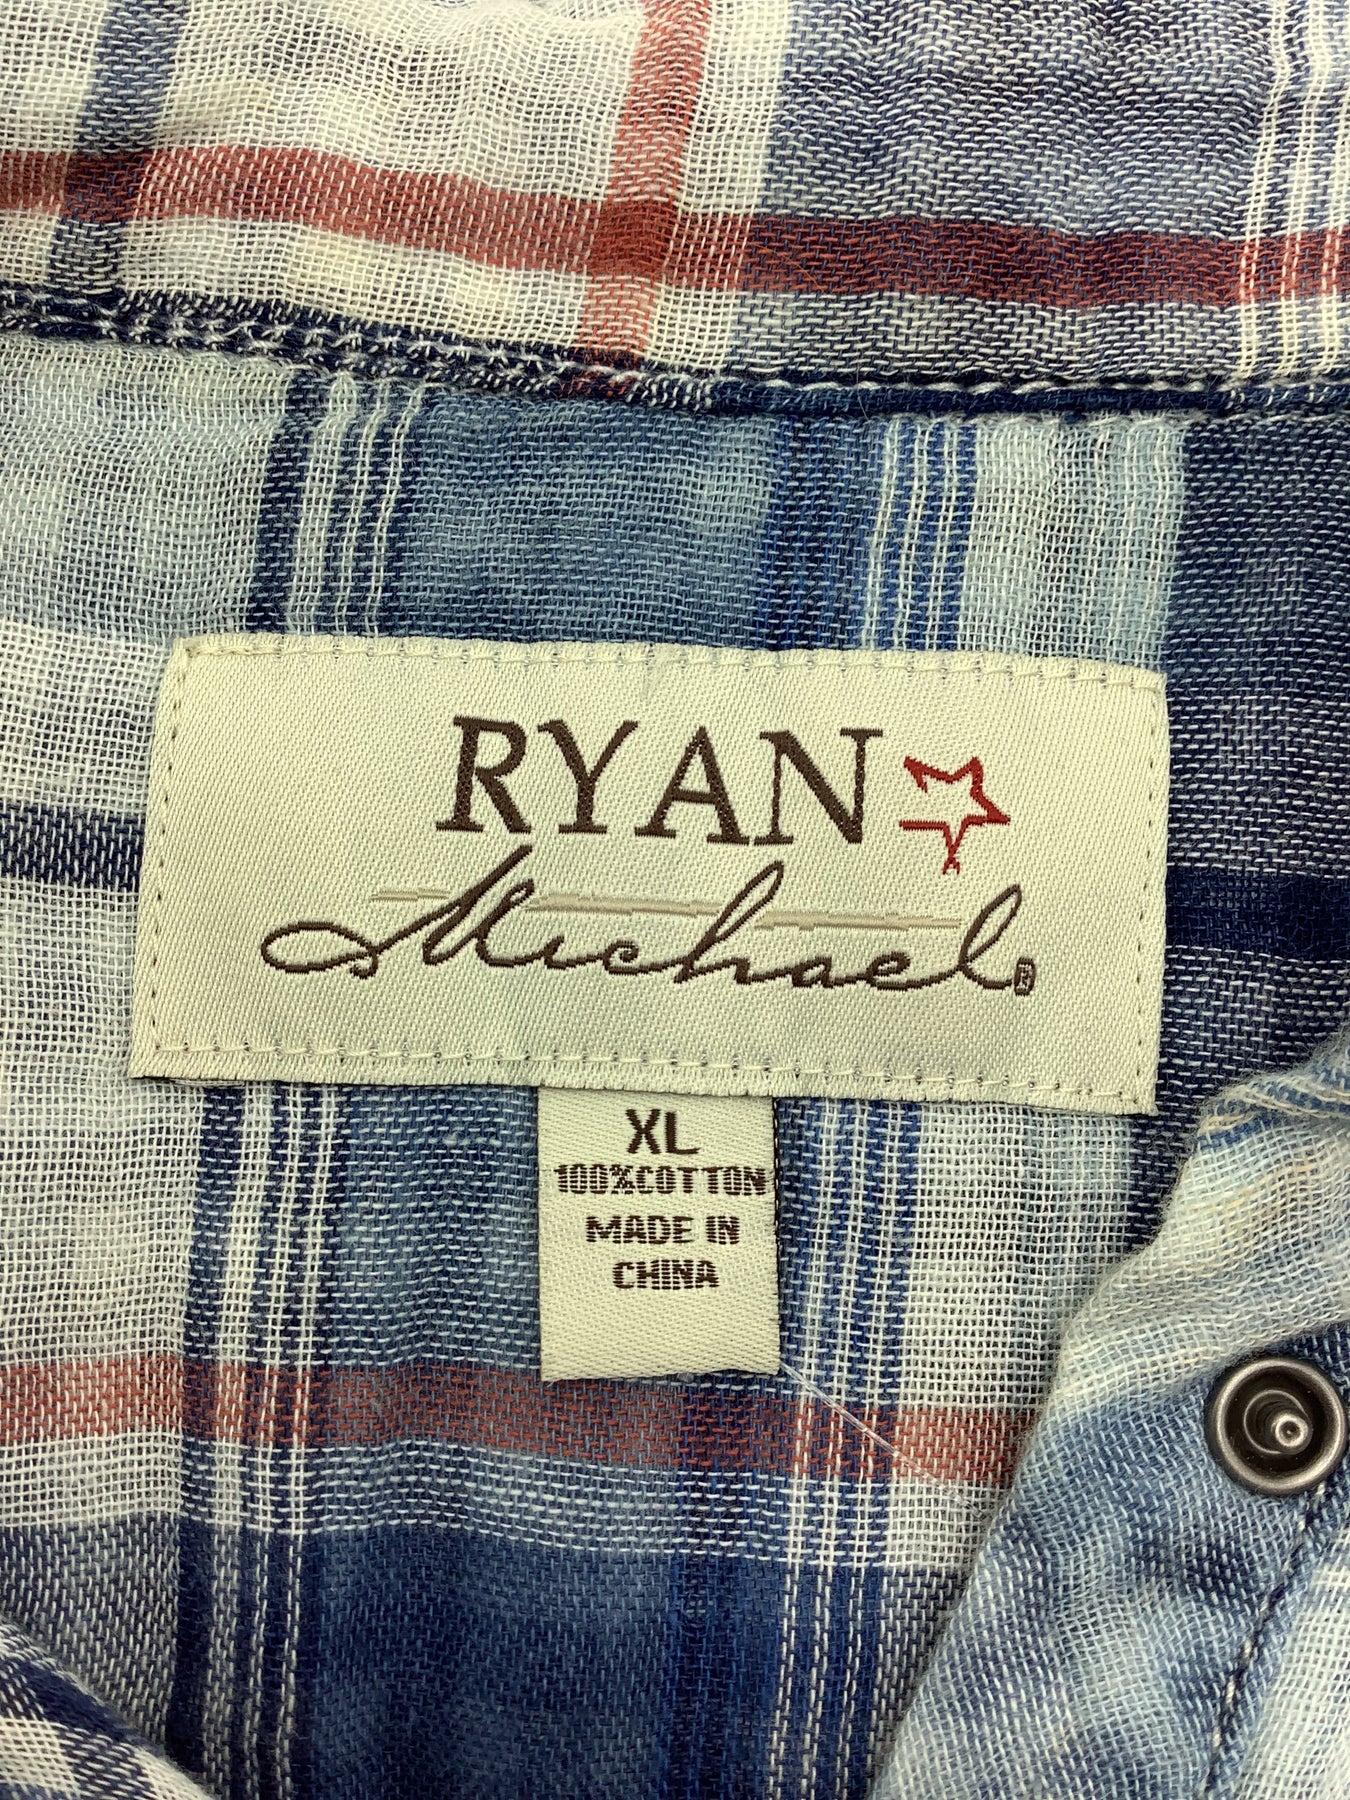 RYAN
Michael®
XL
100%COTTON
MADE IN
CHINA